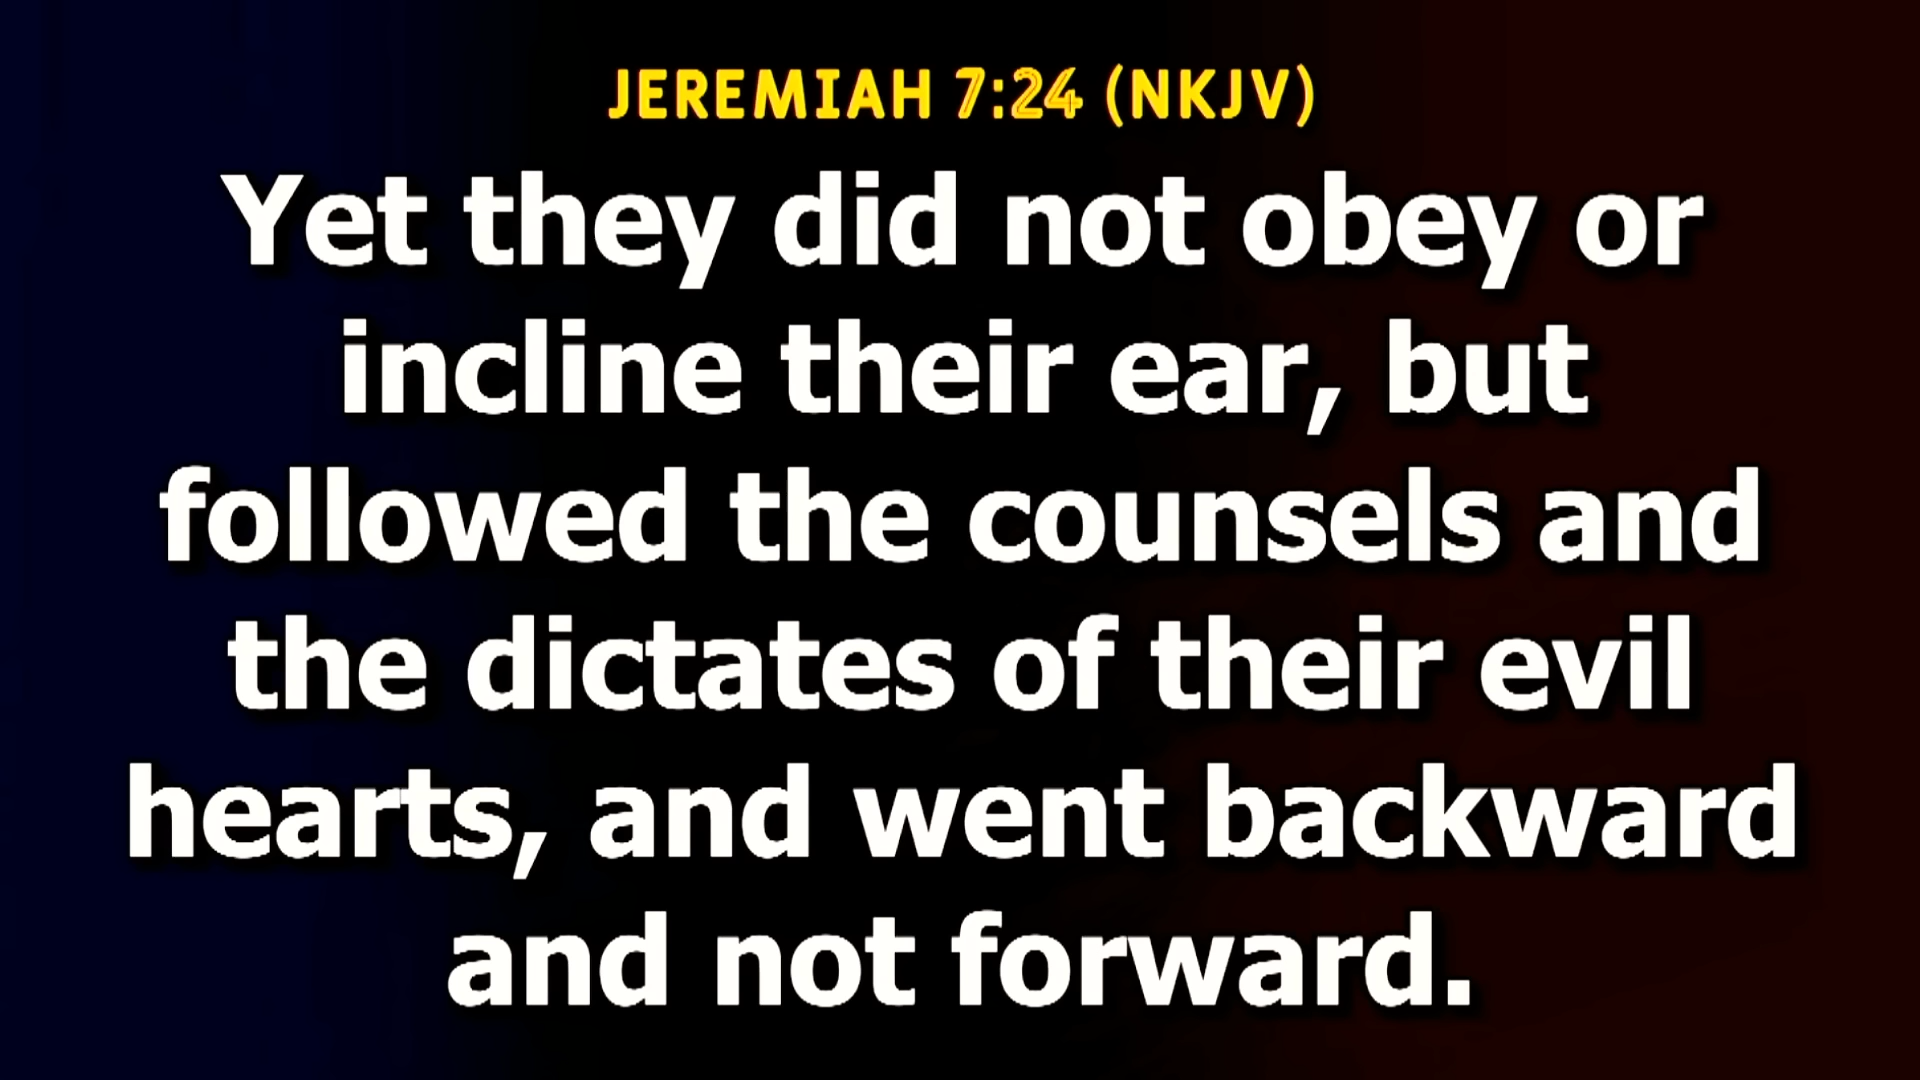 JEREMIAH 7:24 (NKJV)
Yet they did not obey or
incline their ear, but
followed the counsels and
the dictates of their evil
hearts, and went backward
and not forward.